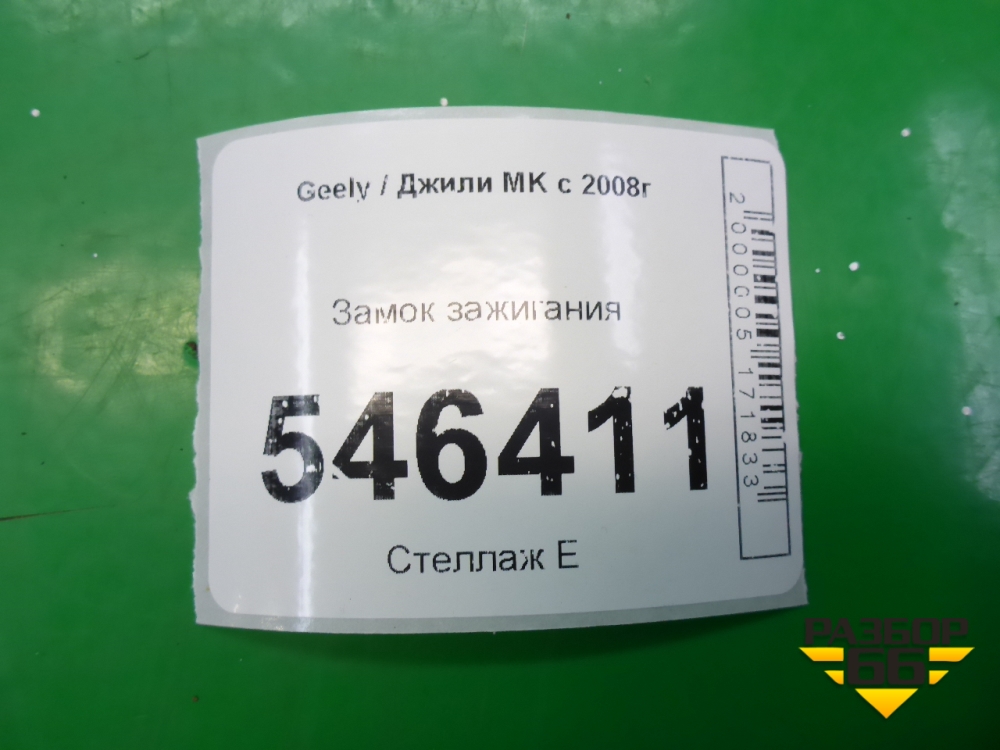 Geely / Джили МК с 2008г
Замок зажигания
546411
Стеллаж Е
2000005171833
РАЗБОР
66